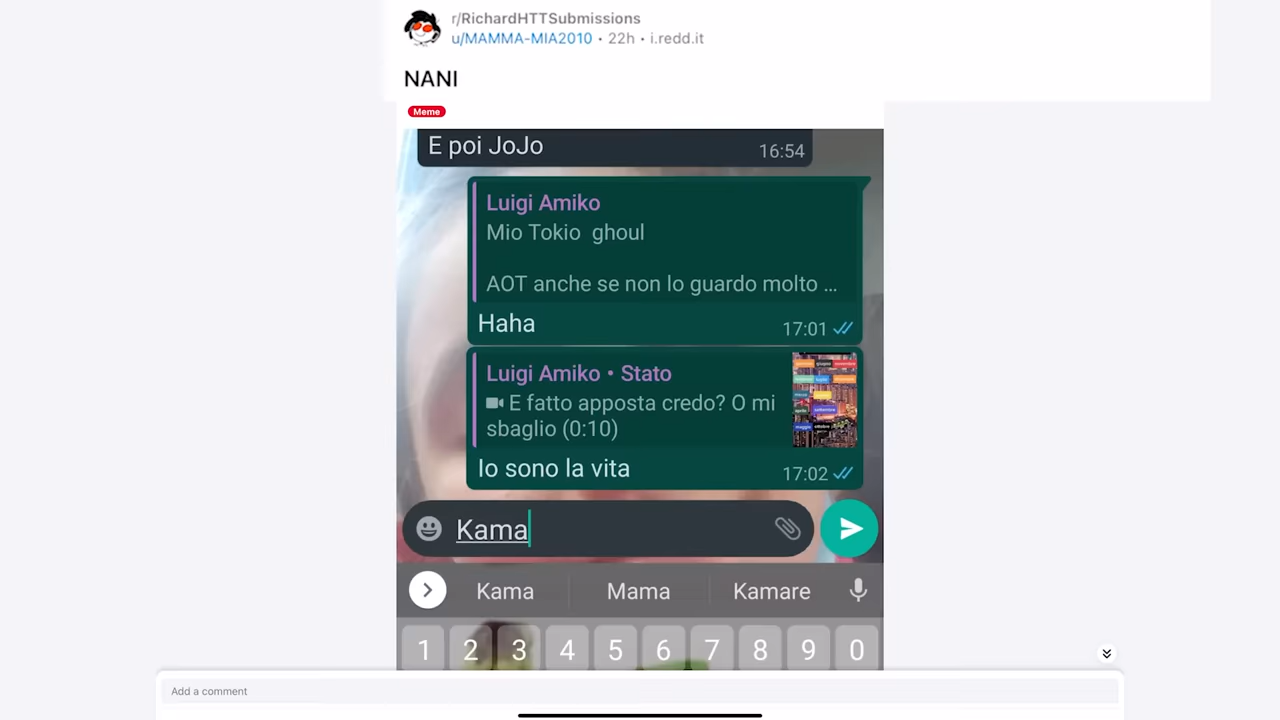 r/RichardHTTSubmissions
u/MAMMA-MIA2010 • 22h • i.redd.it
NANI
Meme
E poi JoJo
16:54
Luigi Amiko
Mio Tokio ghoul
AOT anche se non lo guardo molto ...
Haha
17:01
Luigi Amiko • Stato
E fatto apposta credo? O mi
sbaglio (0:10)
Io sono la vita
17:02
Kama
Kama Mama Kamare
1 2 3 4 5 6 7 8 9 0
Add a comment